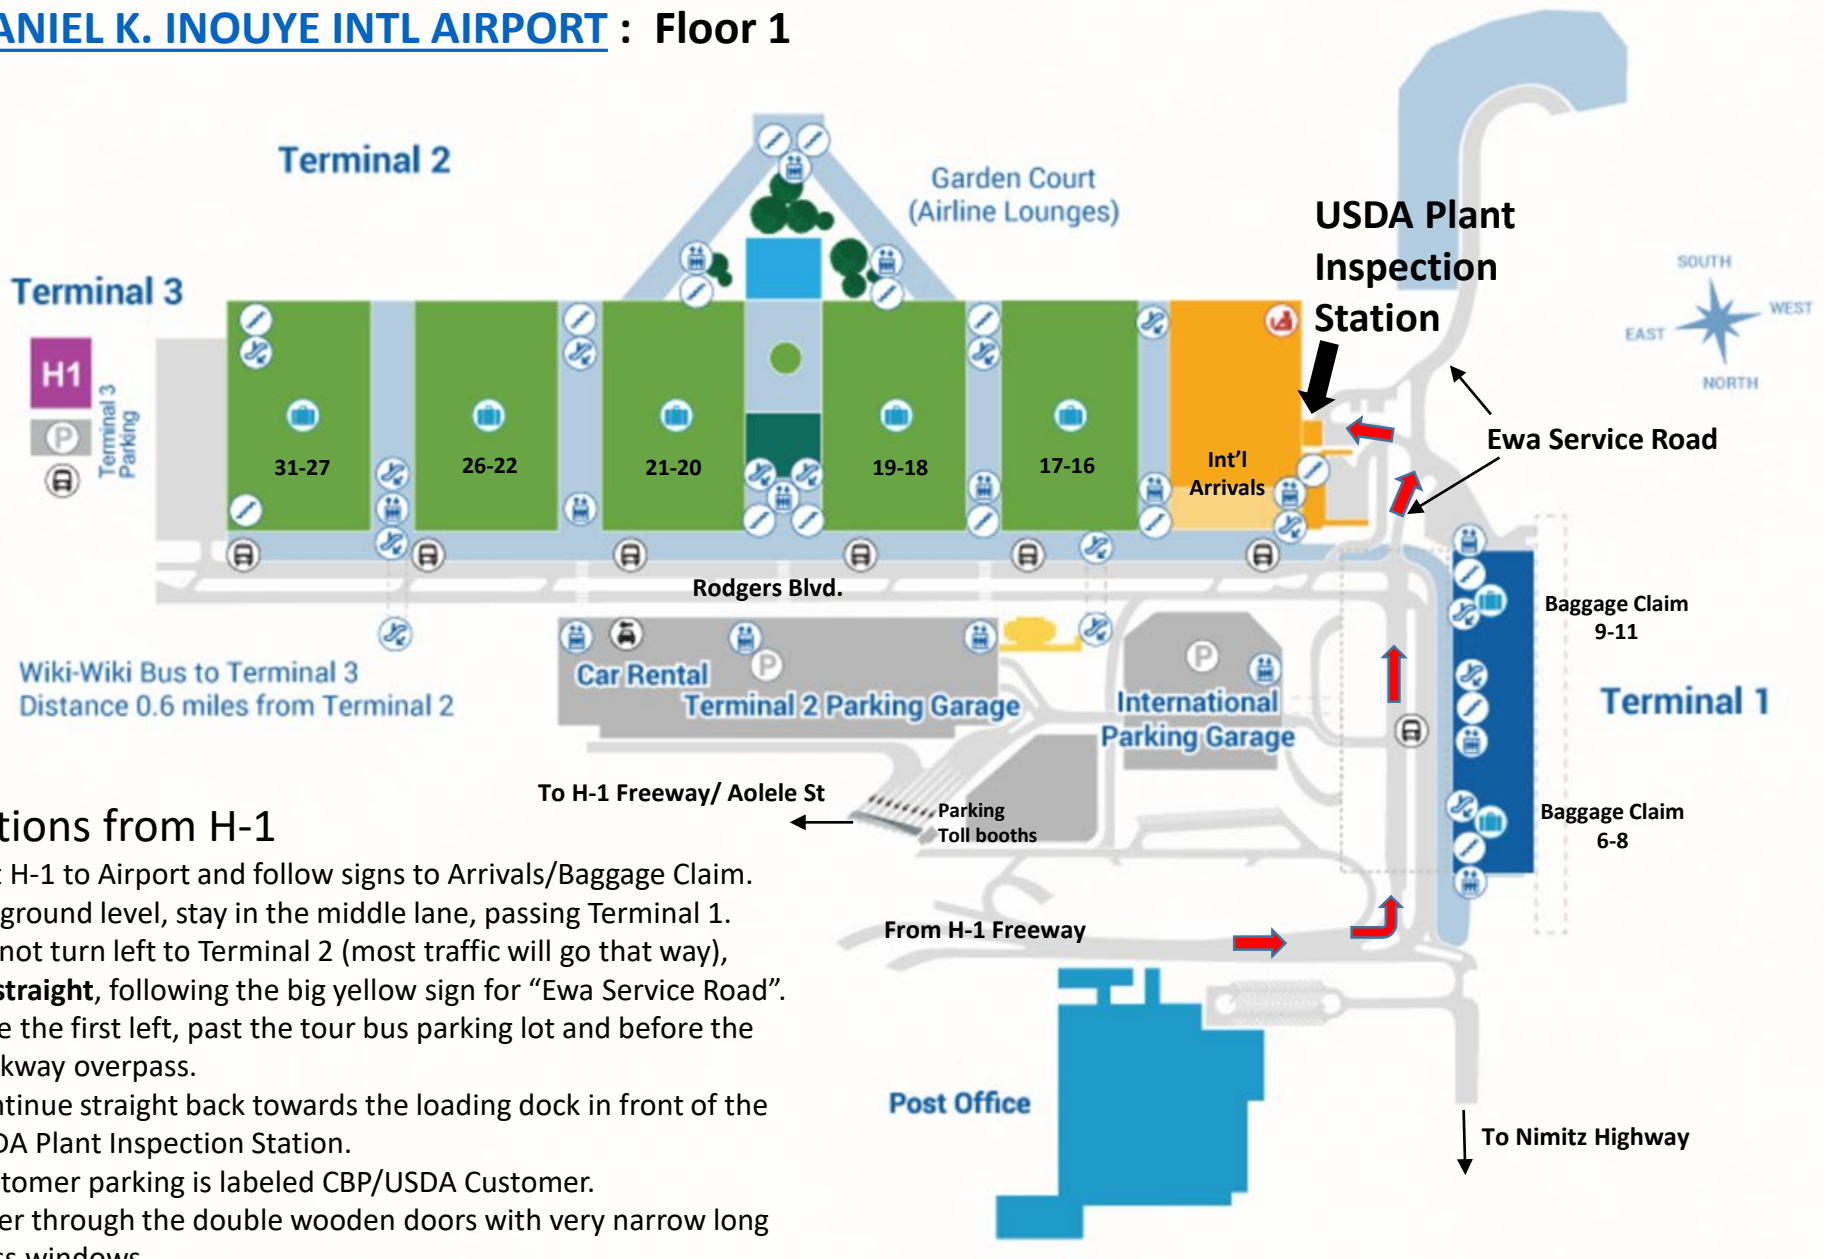 ANIEL K. INOUYE INTL AIRPORT : Floor 1
Terminal 2
Garden Court
(Airline Lounges)
USDA Plant
Inspection
Station
SOUTH
WEST
EAST
NORTH
Terminal 3
H1
P
Terminal 3
Parking
31-27
26-22
21-20
19-18
17-16
Int'l
Arrivals
Ewa Service Road
Rodgers Blvd.
Baggage Claim
9-11
Wiki-Wiki Bus to Terminal 3
Distance 0.6 miles from Terminal 2
Car Rental
P
Terminal 2 Parking Garage
P
International
Parking Garage
Terminal 1
To H-1 Freeway/ Aolele St
Parking
Toll booths
Baggage Claim
6-8
tions from H-1
t H-1 to Airport and follow signs to Arrivals/Baggage Claim.
ground level, stay in the middle lane, passing Terminal 1.
not turn left to Terminal 2 (most traffic will go that way),
straight, following the big yellow sign for “Ewa Service Road”.
e the first left, past the tour bus parking lot and before the
kway overpass.
ntinue straight back towards the loading dock in front of the
DA Plant Inspection Station.
stomer parking is labeled CBP/USDA Customer.
er through the double wooden doors with very narrow long
ss windows.
From H-1 Freeway
Post Office
To Nimitz Highway